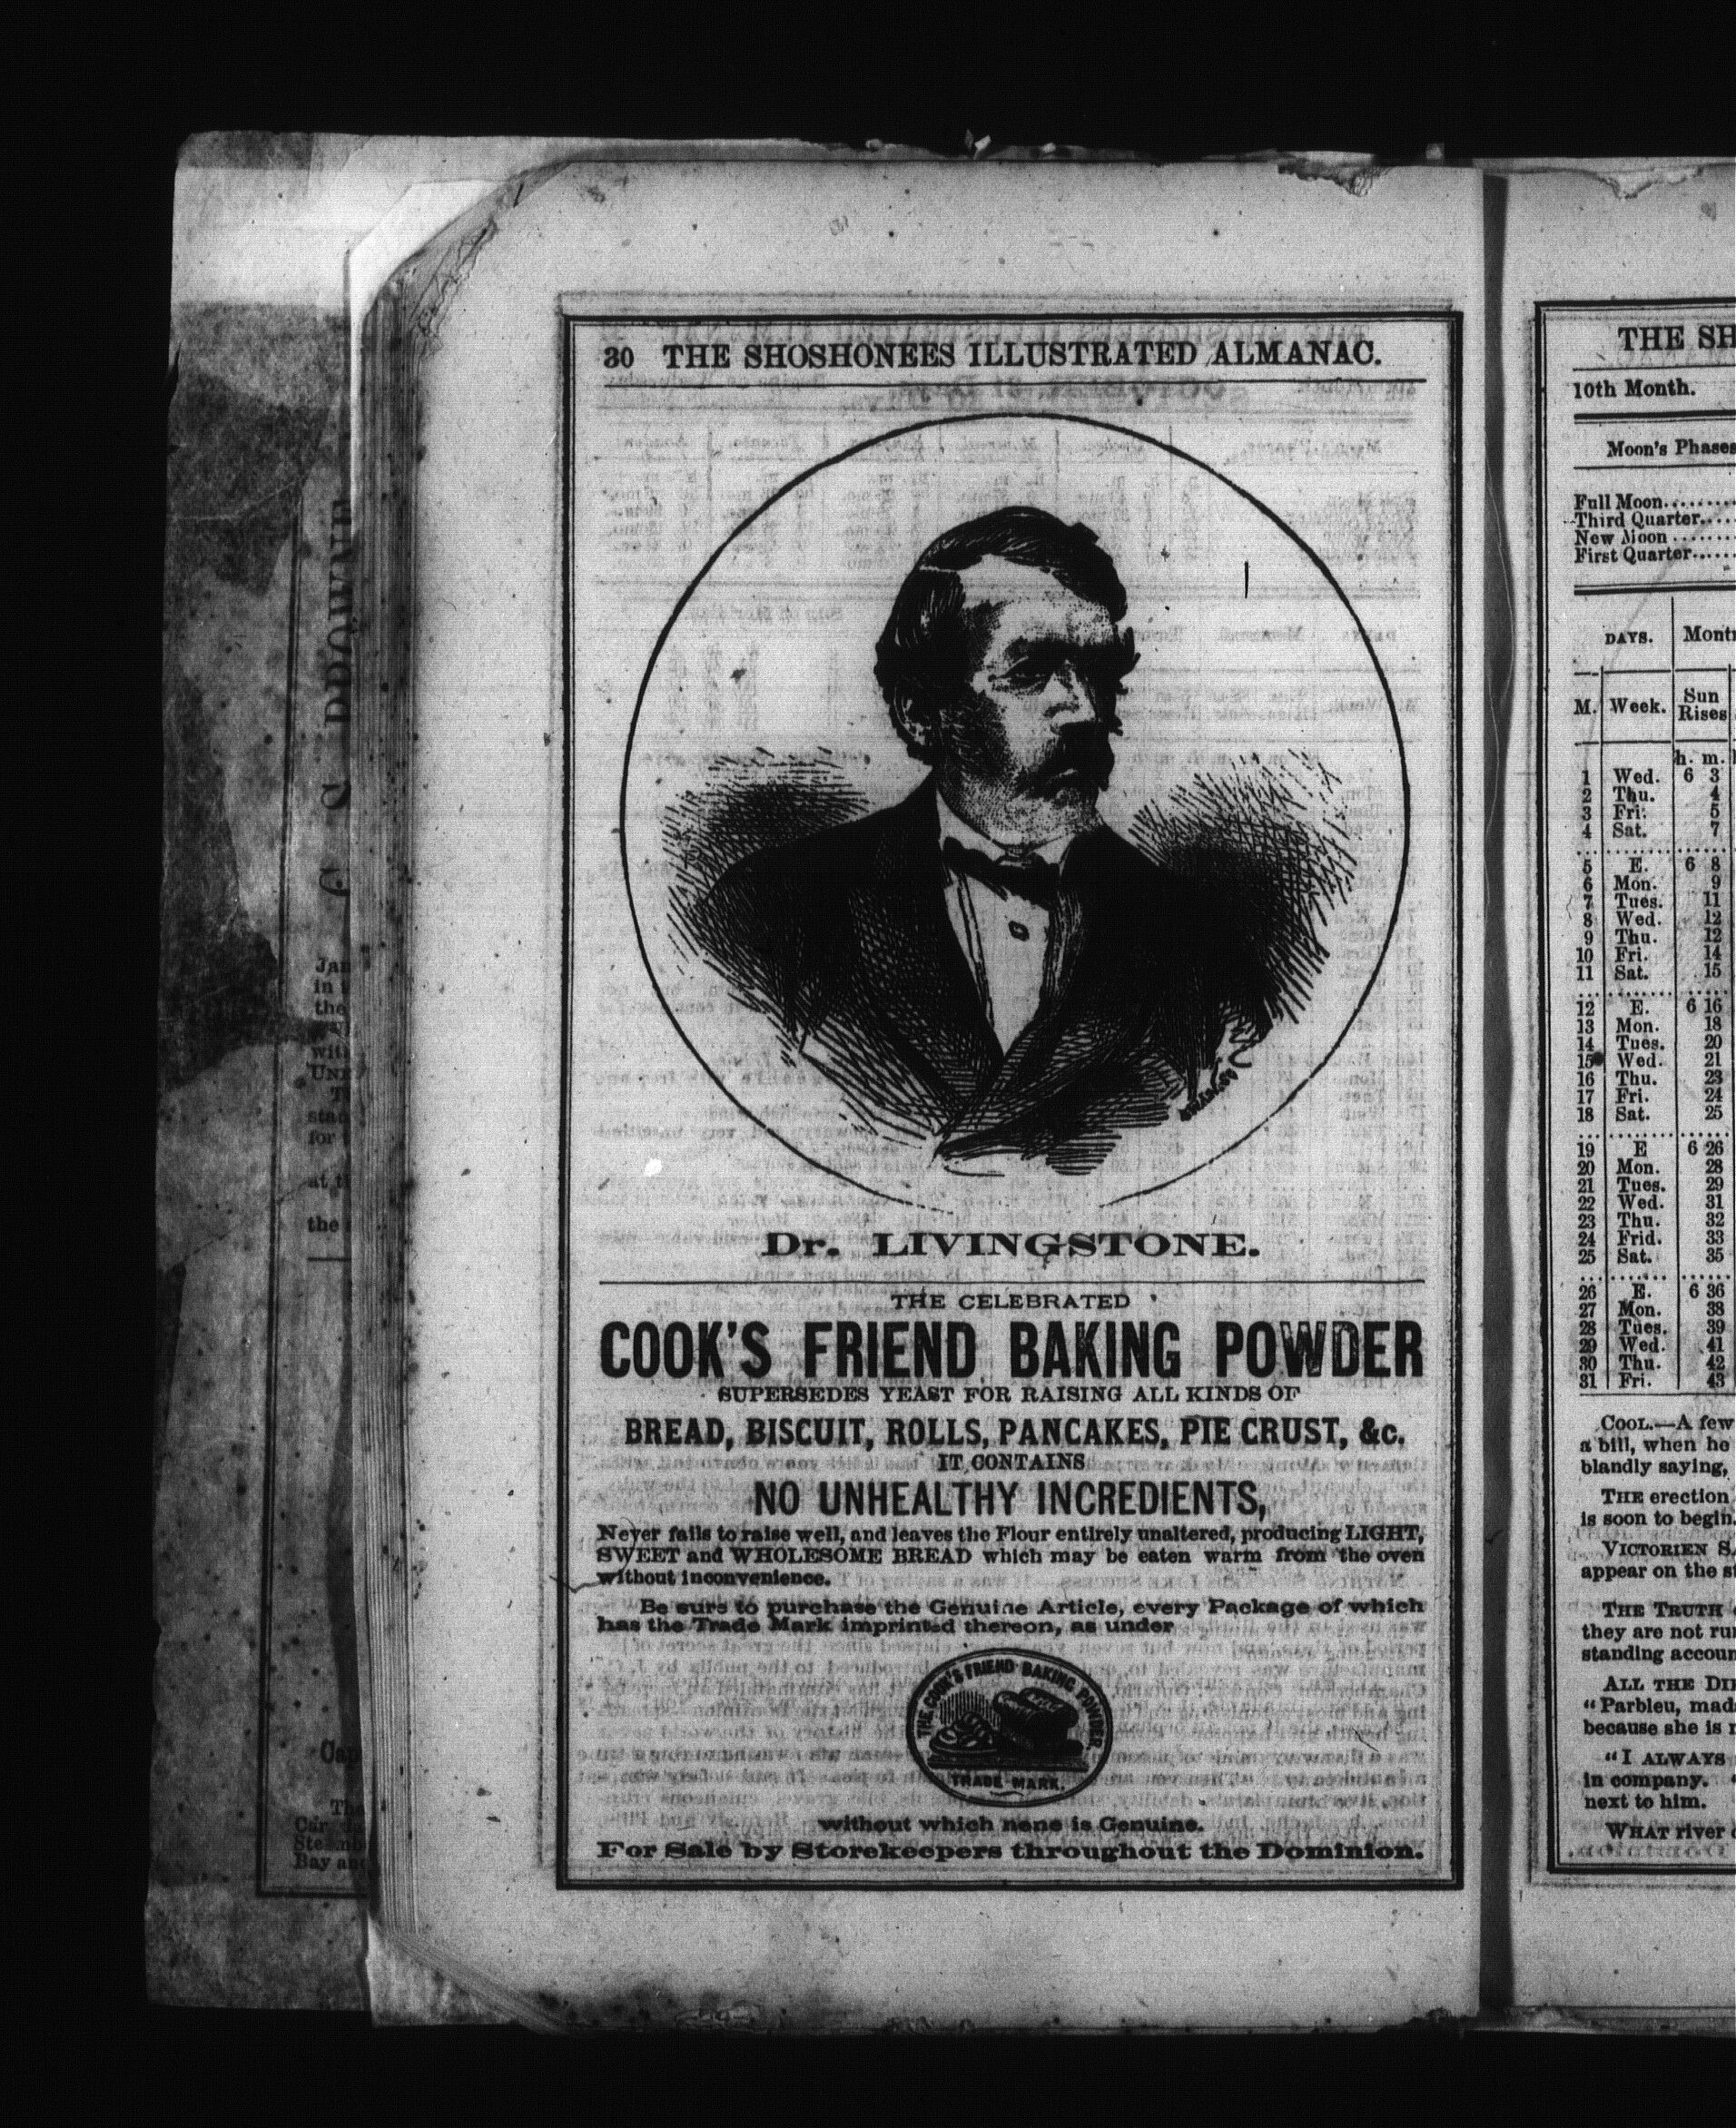 30 THE SHOSHONEES ILLUSTRATED ALMANAC.
Dr. LIVINGSTONE.
THE CELEBRATED
COOK'S FRIEND BAKING POWDER
SUPERSEDES YEAST FOR RAISING ALL KINDS OF
BREAD, BISCUIT, ROLLS, PANCAKES, PIE CRUST, &c.
IT CONTAINS
NO UNHEALTHY INCREDIENTS,
Never fails to raise well, and leaves the Flour entirely unaltered, producing LIGHT,
SWEET and WHOLESOME BREAD which may be eaten warm from the oven
without inconvenience.
Be sure to purchase the Genuine Article, every Package of which
has the Trade Mark imprinted thereon, as under
THE COOK'S FRIEND BAKING POWDER
TRADE MARK.
without which none is Genuine.
For Sale by Storekeepers throughout the Dominion.
THE SH
10th Month.
Moon's Phases
Full Moon........
Third Quarter.....
New Moon ........
First Quarter.....
DAYS. Montr
M. Week. Sun Rises
h. m.
1 Wed. 6 3
2 Thu. 4
3 Fri. 5
4 Sat. 7
5 E. 6 8
6 Mon. 9
7 Tues. 11
8 Wed. 12
9 Thu. 12
10 Fri. 14
11 Sat. 15
12 E. 6 16
13 Mon. 18
14 Tues. 20
15 Wed. 21
16 Thu. 23
17 Fri. 24
18 Sat. 25
19 E 6 26
20 Mon. 28
21 Tues. 29
22 Wed. 31
23 Thu. 32
24 Frid. 33
25 Sat. 35
26 E. 6 36
27 Mon. 38
28 Tues. 39
29 Wed. 41
30 Thu. 42
31 Fri. 43
COOL.—A few
a bill, when he
blandly saying,
THE erection
is soon to begin.
VICTORIEN SA
appear on the st
THE TRUTH
they are not run
standing accoun
ALL THE DI
"Parbleu, mad
because she is
"I ALWAYS
in company.
next to him.
WHAT river